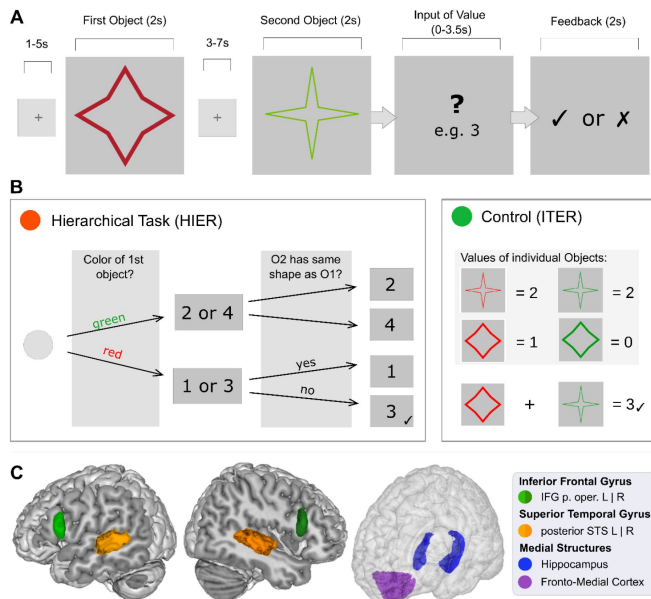 A
First Object (2s)
Second Object (2s)
Input of Value
(0-3.5s)
Feedback (2s)
1-5s
3-7s
+
+
?
e.g. 3
✓ or ✗
B
Hierarchical Task (HIER)
Control (ITER)
Color of 1st
object?
O2 has same
shape as O1?
green
red
2 or 4
1 or 3
yes
no
2
4
1
3 ✓
Values of individual Objects:
= 2
= 2
= 1
= 0
+
= 3 ✓
C
Inferior Frontal Gyrus
IFG p. oper. L | R
Superior Temporal Gyrus
posterior STS L | R
Medial Structures
Hippocampus
Fronto-Medial Cortex